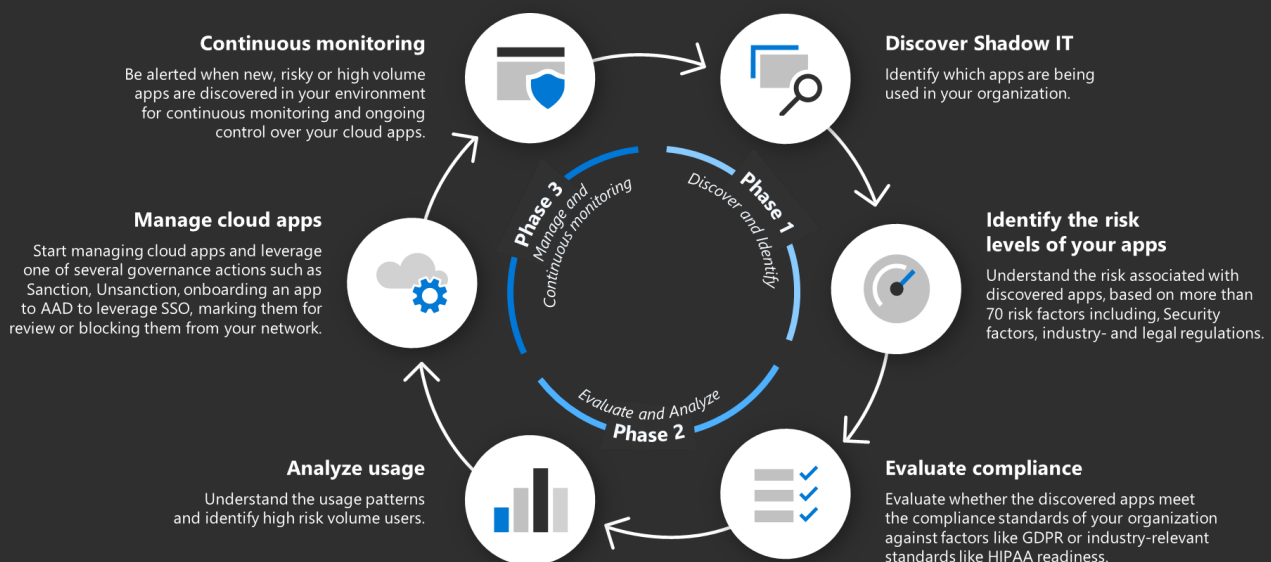 Continuous monitoring
Be alerted when new, risky or high volume
apps are discovered in your environment
for continuous monitoring and ongoing
control over your cloud apps.
Discover Shadow IT
Identify which apps are being
used in your organization.
Identify the risk
levels of your apps
Understand the risk associated with
discovered apps, based on more than
70 risk factors including, Security
factors, industry- and legal regulations.
Evaluate compliance
Evaluate whether the discovered apps meet
the compliance standards of your organization
against factors like GDPR or industry-relevant
standards like HIPAA readiness.
Analyze usage
Understand the usage patterns
and identify high risk volume users.
Manage cloud apps
Start managing cloud apps and leverage
one of several governance actions such as
Sanction, Unsanction, onboarding an app
to AAD to leverage SSO, marking them for
review or blocking them from your network.
Phase 1
Discover and Identify
Evaluate and Analyze
Phase 2
Phase 3
Manage and
Continuous monitoring